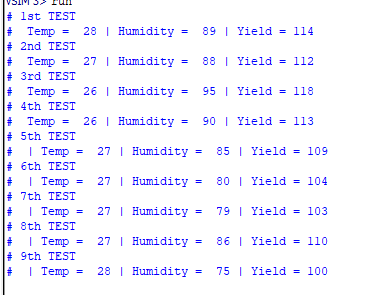 VSIM 3> run
# 1st TEST
#  Temp =  28 | Humidity =  89 | Yield = 114
# 2nd TEST
#  Temp =  27 | Humidity =  88 | Yield = 112
# 3rd TEST
#  Temp =  26 | Humidity =  95 | Yield = 118
# 4th TEST
#  Temp =  26 | Humidity =  90 | Yield = 113
# 5th TEST
#  | Temp =  27 | Humidity =  85 | Yield = 109
# 6th TEST
#  | Temp =  27 | Humidity =  80 | Yield = 104
# 7th TEST
#  | Temp =  27 | Humidity =  79 | Yield = 103
# 8th TEST
#  | Temp =  27 | Humidity =  86 | Yield = 110
# 9th TEST
#  | Temp =  28 | Humidity =  75 | Yield = 100